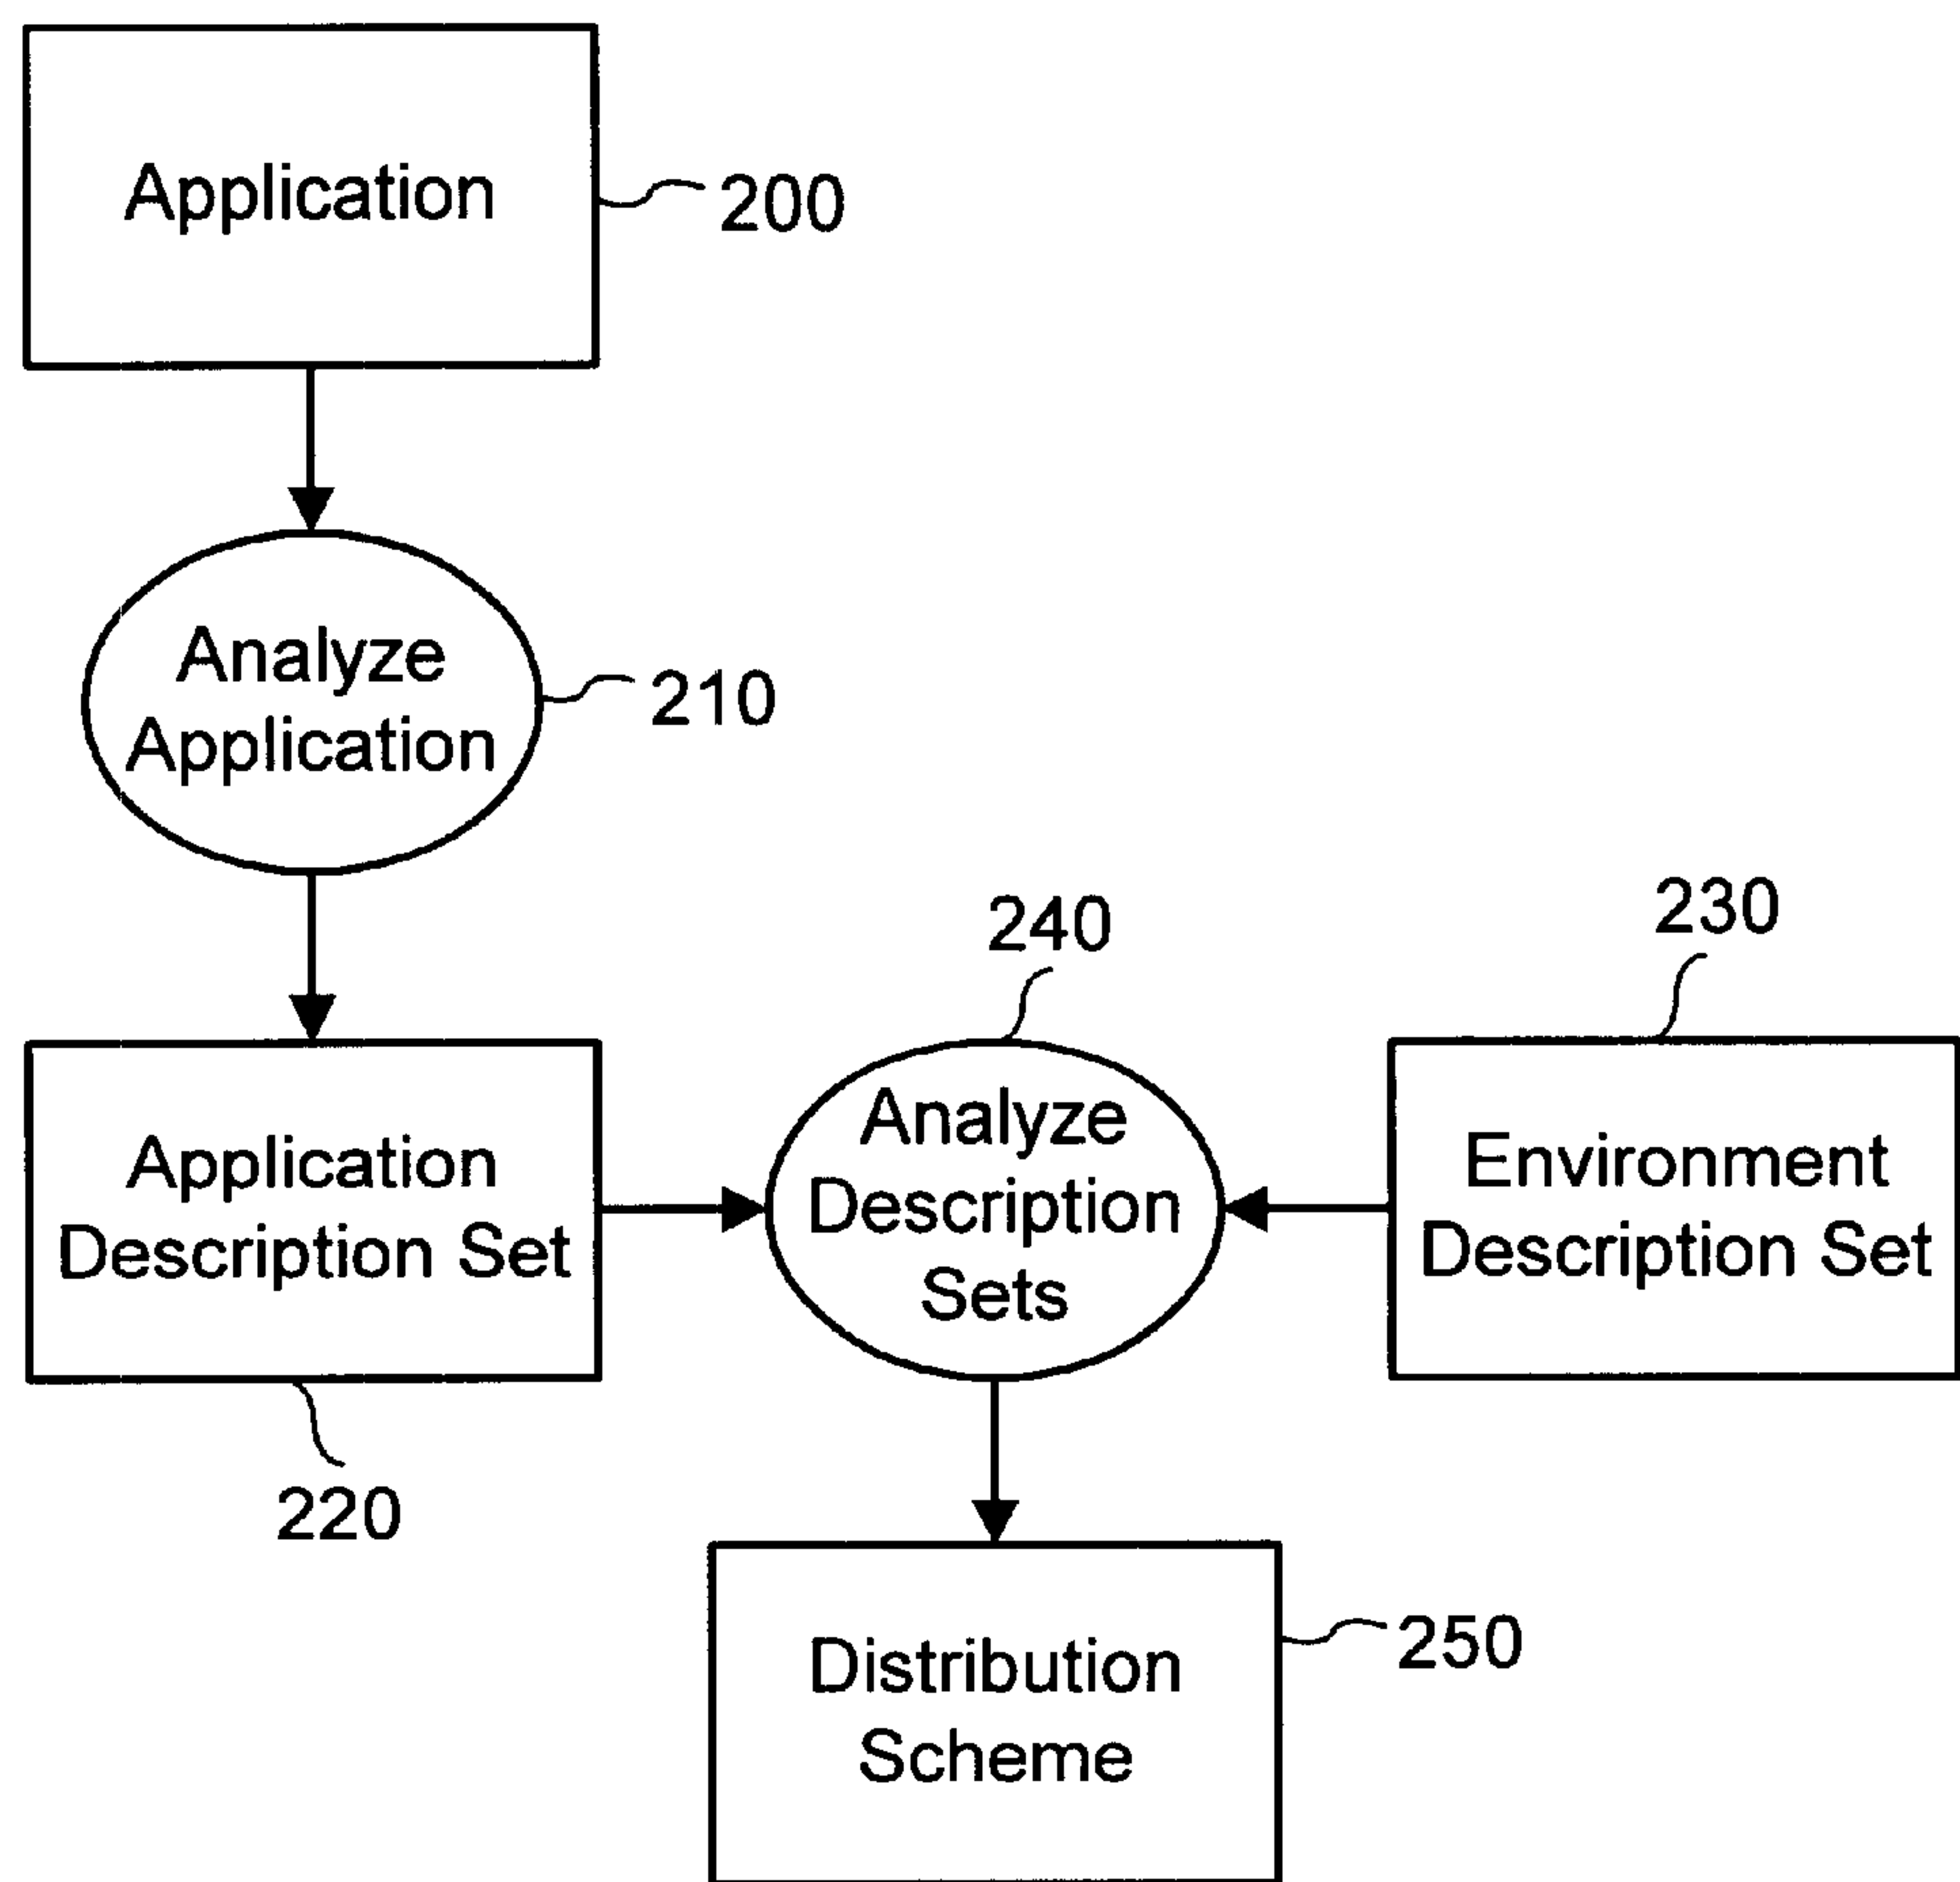 Application
200
Analyze
Application
210
240
230
Application
Description Set
Analyze
Description
Sets
Environment
Description Set
220
Distribution
Scheme
250